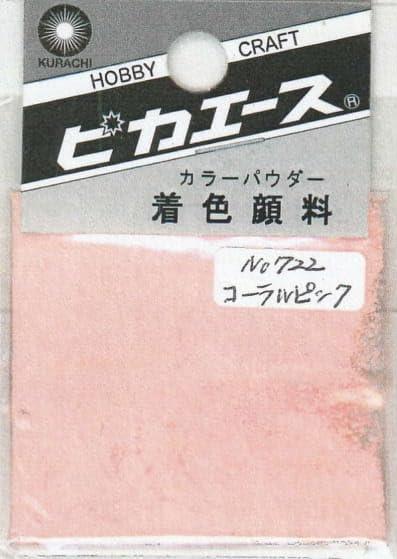 KURACHI
HOBBY CRAFT
ピカエース®
カラーパウダー
着色顔料
No722
コーラルピンク